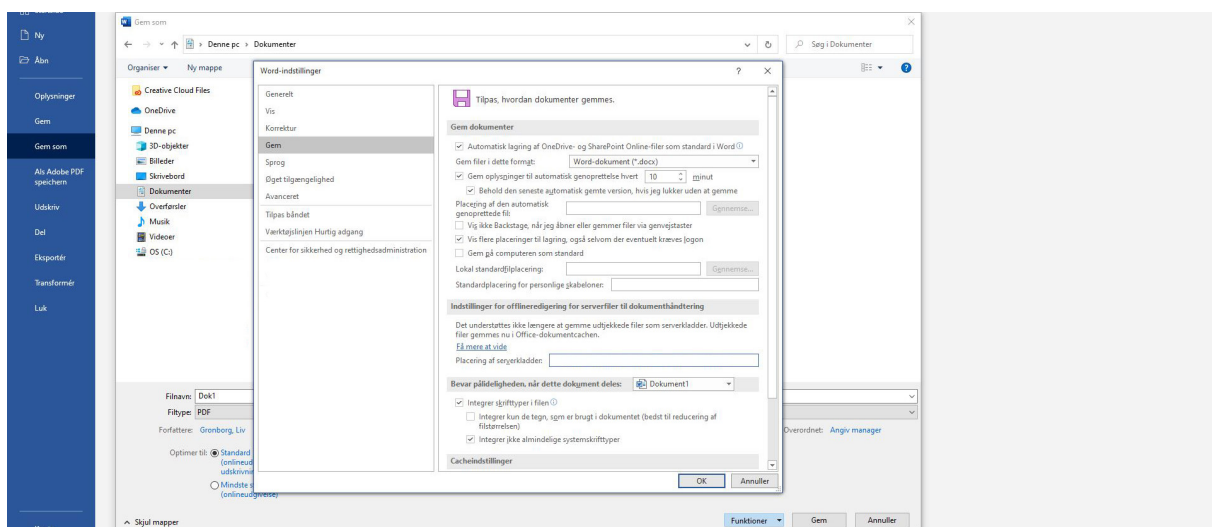 Ny
Åbn
Oplysninger
Gem
Gem som
Als Adobe PDF
speichern
Udskriv
Del
Eksportér
Transformér
Luk
Gem som
Denne pc > Dokumenter
Søg i Dokumenter
Organiser
Ny mappe
Creative Cloud Files
OneDrive
Denne pc
3D-objekter
Billeder
Skrivebord
Dokumenter
Overførsler
Musik
Videoer
OS (C:)
Word-indstillinger
Generelt
Vis
Korrektur
Gem
Sprog
Øget tilgængelighed
Avanceret
Tilpas båndet
Værktøjslinjen Hurtig adgang
Center for sikkerhed og rettighedsadministration
Tilpas, hvordan dokumenter gemmes.
Gem dokumenter
Automatisk lagring af OneDrive- og SharePoint Online-filer som standard i Word
Gem filer i dette format: Word-dokument (*.docx)
Gem oplysninger til automatisk genoprettelse hvert 10 minut
Behold den seneste automatisk gemte version, hvis jeg lukker uden at gemme
Placering af den automatisk
genoprettede fil: Gennemse...
Vis ikke Backstage, når jeg åbner eller gemmer filer via genvejstaster
Vis flere placeringer til lagring, også selvom der eventuelt kræves logon
Gem på computeren som standard
Lokal standardfilplacering: Gennemse...
Standardplacering for personlige skabeloner:
Indstillinger for offlineredigering for serverfiler til dokumenthåndtering
Det understøttes ikke længere at gemme udtjekkede filer som serverkladder. Udtjekkede
filer gemmes nu i Office-dokumentcachen.
Få mere at vide
Placering af serverkladder:
Bevar pålideligheden, når dette dokument deles: Dokument1
Integrer skrifttyper i filen
Integrer kun de tegn, som er brugt i dokumentet (bedst til reducering af
filstørrelsen)
Integrer ikke almindelige systemskrifttyper
Cacheindstillinger
OK Annuller
Filnavn: Dok1
Filtype: PDF
Forfattere: Gronborg, Liv
Overordnet: Angiv manager
Optimer til: Standard
(onlineud
udskrivnin
Mindste s
(onlineudgivelse)
Skjul mapper
Funktioner Gem Annuller